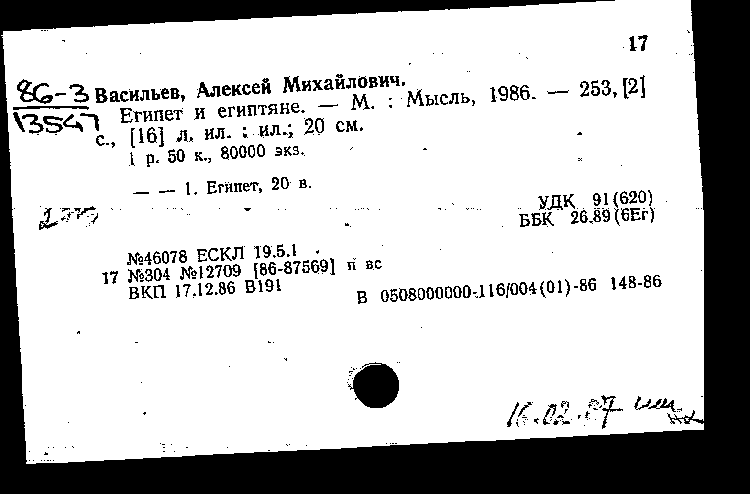 17
86-3 Васильев, Алексей Михайлович.
13547 Египет и египтяне. — М. : Мысль, 1986. — 253, [2]
с., [16] л. ил. : ил.; 20 см.
1 р. 50 к., 80000 экз.
— — 1. Египет, 20 в.
УДК 91(620)
ББК 26.89(6Ег)
№46078 ЕСКЛ 19.5.1
17 №304 №12709 [86-87569] п вс
ВКП 17.12.86 В191
В 0508000000-116/004(01)-86 148-86
16.02.87